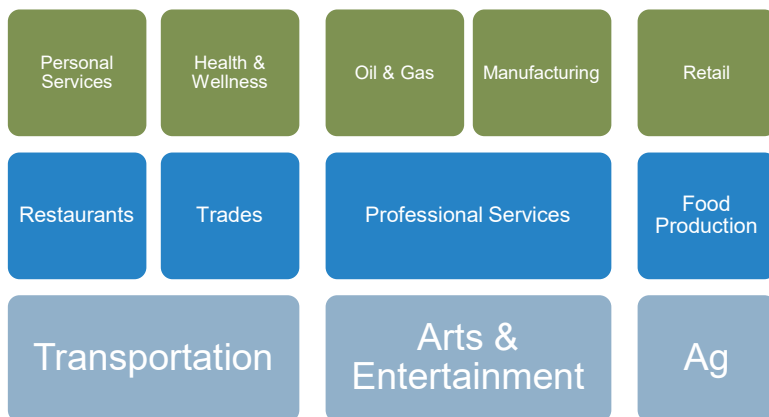 Personal
Services
Health &
Wellness
Oil & Gas
Manufacturing
Retail
Restaurants
Trades
Professional Services
Food
Production
Transportation
Arts &
Entertainment
Ag